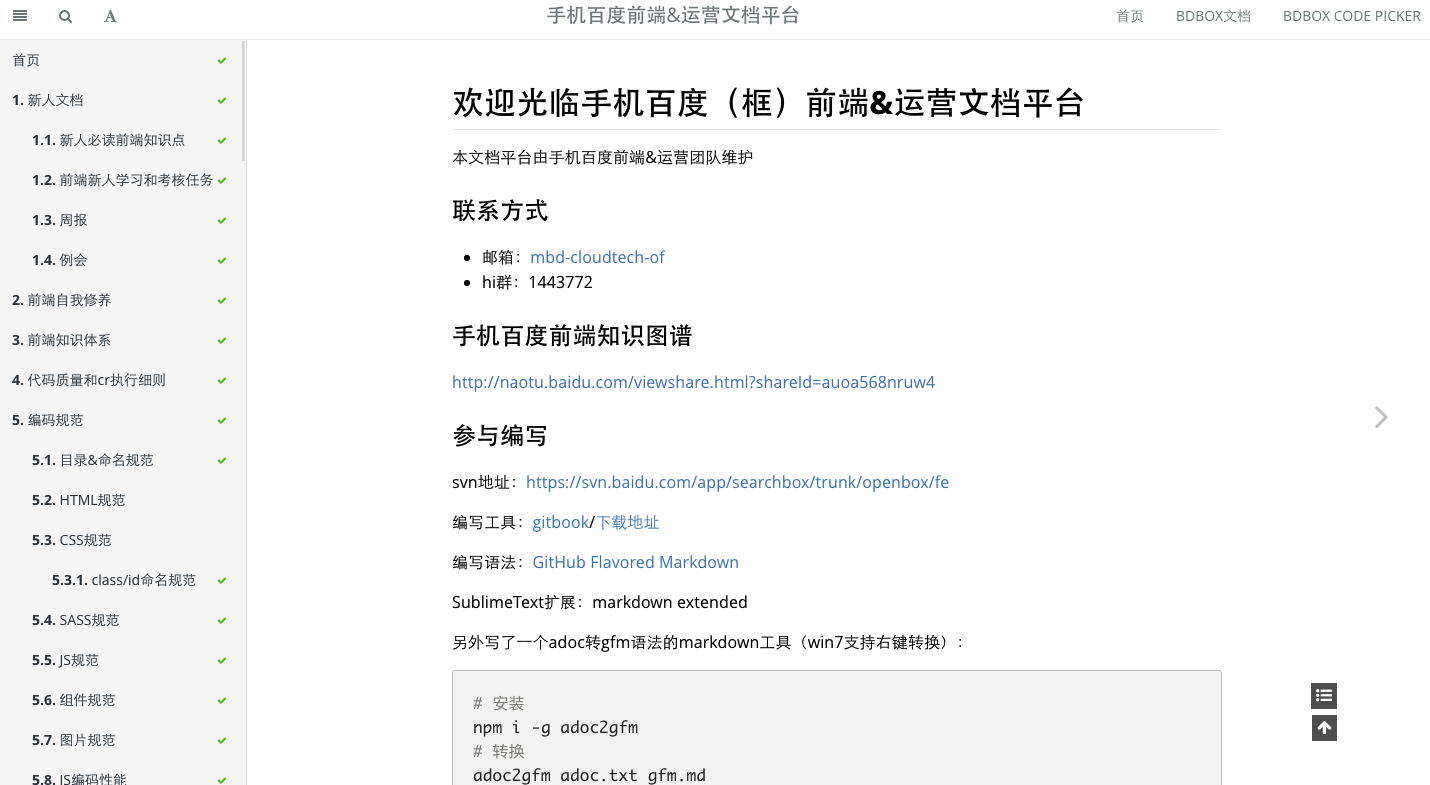 手机百度前端&运营文档平台
首页 BDBOX文档 BDBOX CODE PICKER
首页
1. 新人文档
1.1. 新人必读前端知识点
1.2. 前端新人学习和考核任务
1.3. 周报
1.4. 例会
2. 前端自我修养
3. 前端知识体系
4. 代码质量和cr执行细则
5. 编码规范
5.1. 目录&命名规范
5.2. HTML规范
5.3. CSS规范
5.3.1. class/id命名规范
5.4. SASS规范
5.5. JS规范
5.6. 组件规范
5.7. 图片规范
5.8. JS编码性能
欢迎光临手机百度（框）前端&运营文档平台
本文档平台由手机百度前端&运营团队维护
联系方式
邮箱：mbd-cloudtech-of
hi群：1443772
手机百度前端知识图谱
http://naotu.baidu.com/viewshare.html?shareId=auoa568nruw4
参与编写
svn地址：https://svn.baidu.com/app/searchbox/trunk/openbox/fe
编写工具：gitbook/下载地址
编写语法：GitHub Flavored Markdown
SublimeText扩展：markdown extended
另外写了一个adoc转gfm语法的markdown工具（win7支持右键转换）：
# 安装
npm i -g adoc2gfm
# 转换
adoc2gfm adoc.txt gfm.md